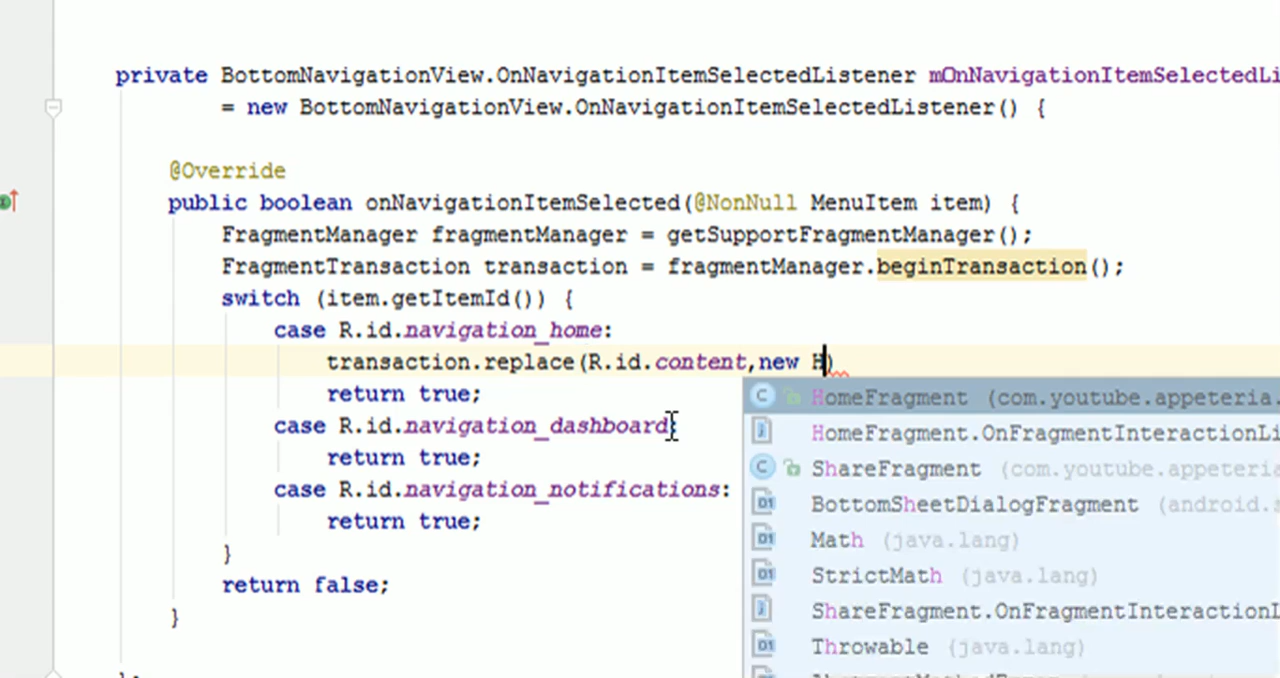 private BottomNavigationView.OnNavigationItemSelectedListener mOnNavigationItemSelectedLi
= new BottomNavigationView.OnNavigationItemSelectedListener() {
@Override
public boolean onNavigationItemSelected(@NonNull MenuItem item) {
FragmentManager fragmentManager = getSupportFragmentManager();
FragmentTransaction transaction = fragmentManager.beginTransaction();
switch (item.getItemId()) {
case R.id.navigation_home:
transaction.replace(R.id.content,new H)
return true;
case R.id.navigation_dashboard:
return true;
case R.id.navigation_notifications:
return true;
}
return false;
}
HomeFragment (com.youtube.appeteria.
HomeFragment.OnFragmentInteractionLi
ShareFragment (com.youtube.appeteria
BottomSheetDialogFragment (android.s
Math (java.lang)
StrictMath (java.lang)
ShareFragment.OnFragmentInteractionL
Throwable (java.lang)